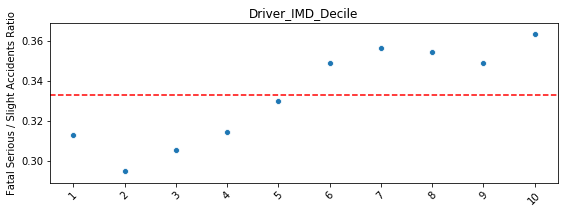 Driver_IMD_Decile
Fatal Serious / Slight Accidents Ratio
0.36
0.34
0.32
0.30
1 2 3 4 5 6 7 8 9 10